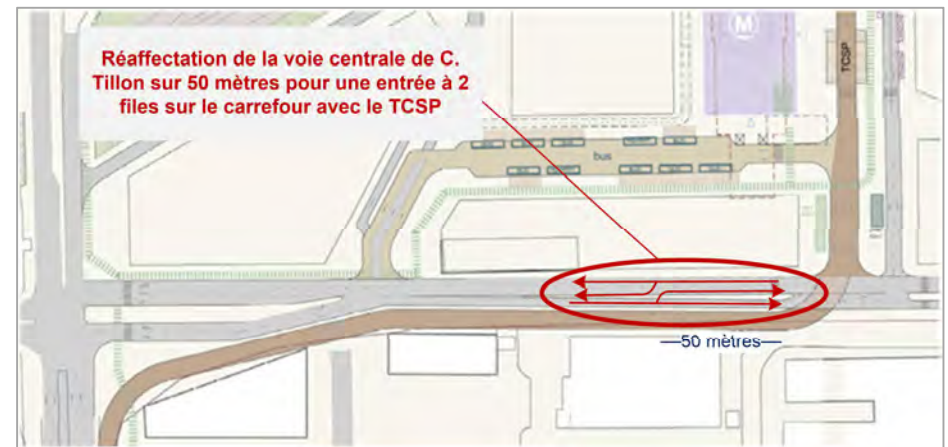 Réaffectation de la voie centrale de C.
Tillon sur 50 mètres pour une entrée à 2
files sur le carrefour avec le TCSP
M
TCSP
bus
50 mètres